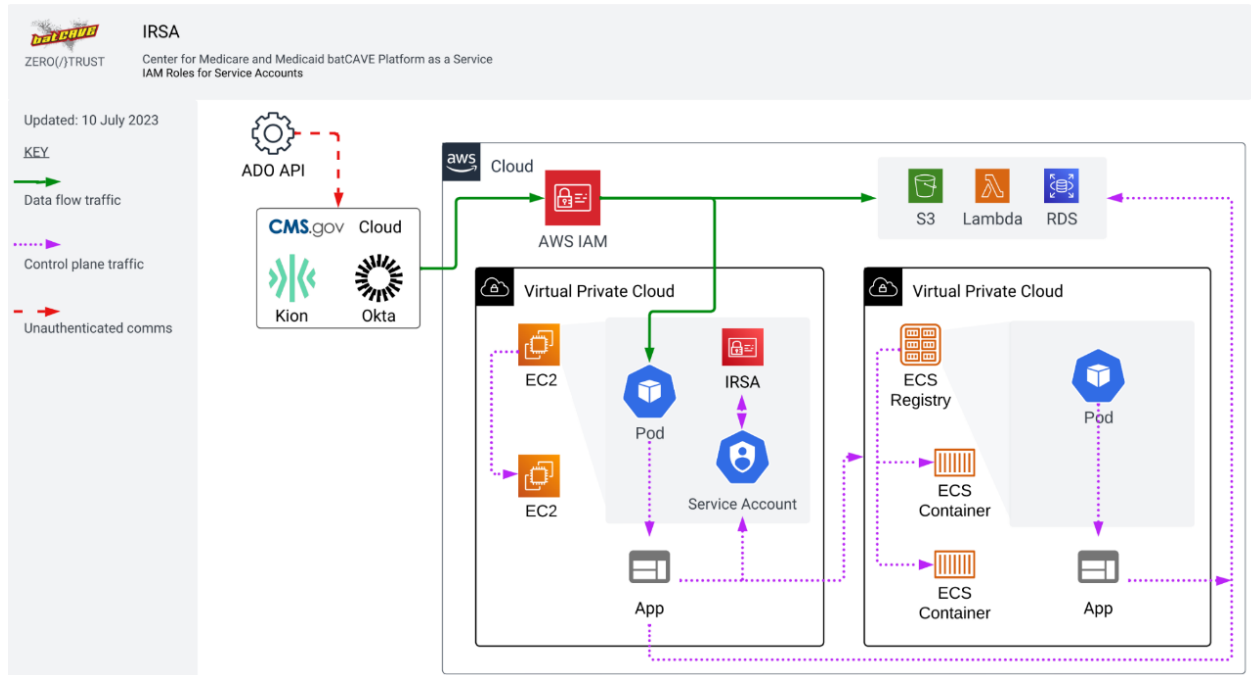 batCAVE
ZERO(/)TRUST
IRSA
Center for Medicare and Medicaid batCAVE Platform as a Service
IAM Roles for Service Accounts
Updated: 10 July 2023
KEY
Data flow traffic
Control plane traffic
Unauthenticated comms
ADO API
CMS.gov Cloud
Kion
Okta
aws
Cloud
AWS IAM
S3
Lambda
RDS
Virtual Private Cloud
EC2
EC2
Pod
IRSA
Service Account
App
Virtual Private Cloud
ECS
Registry
ECS
Container
ECS
Container
Pod
App